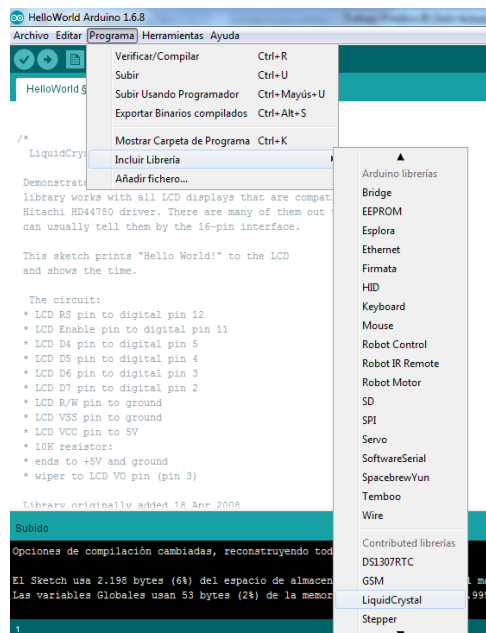 HelloWorld Arduino 1.6.8
Archivo Editar Programa Herramientas Ayuda
Verificar/Compilar Ctrl+R
Subir Ctrl+U
Subir Usando Programador Ctrl+Mayús+U
Exportar Binarios compilados Ctrl+Alt+S
Mostrar Carpeta de Programa Ctrl+K
Incluir Librería
Añadir fichero...
HelloWorld §
Arduino librerías
Bridge
EEPROM
Esplora
Ethernet
Firmata
HID
Keyboard
Mouse
Robot Control
Robot IR Remote
Robot Motor
SD
SPI
Servo
SoftwareSerial
SpacebrewYun
Temboo
Wire
Contributed librerías
DS1307RTC
GSM
LiquidCrystal
Stepper
/*
LiquidCrys
Demonstrate
library works with all LCD displays that are compat
Hitachi HD44780 driver. There are many of them out
can usually tell them by the 16-pin interface.
This sketch prints "Hello World!" to the LCD
and shows the time.
The circuit:
* LCD RS pin to digital pin 12
* LCD Enable pin to digital pin 11
* LCD D4 pin to digital pin 5
* LCD D5 pin to digital pin 4
* LCD D6 pin to digital pin 3
* LCD D7 pin to digital pin 2
* LCD R/W pin to ground
* LCD VSS pin to ground
* LCD VCC pin to 5V
* 10K resistor:
* ends to +5V and ground
* wiper to LCD VO pin (pin 3)
Library originally added 18 Apr 2008
Subido
Opciones de compilación cambiadas, reconstruyendo tod
El Sketch usa 2.198 bytes (6%) del espacio de almacen l má
Las variables Globales usan 53 bytes (2%) de la memor .995
1